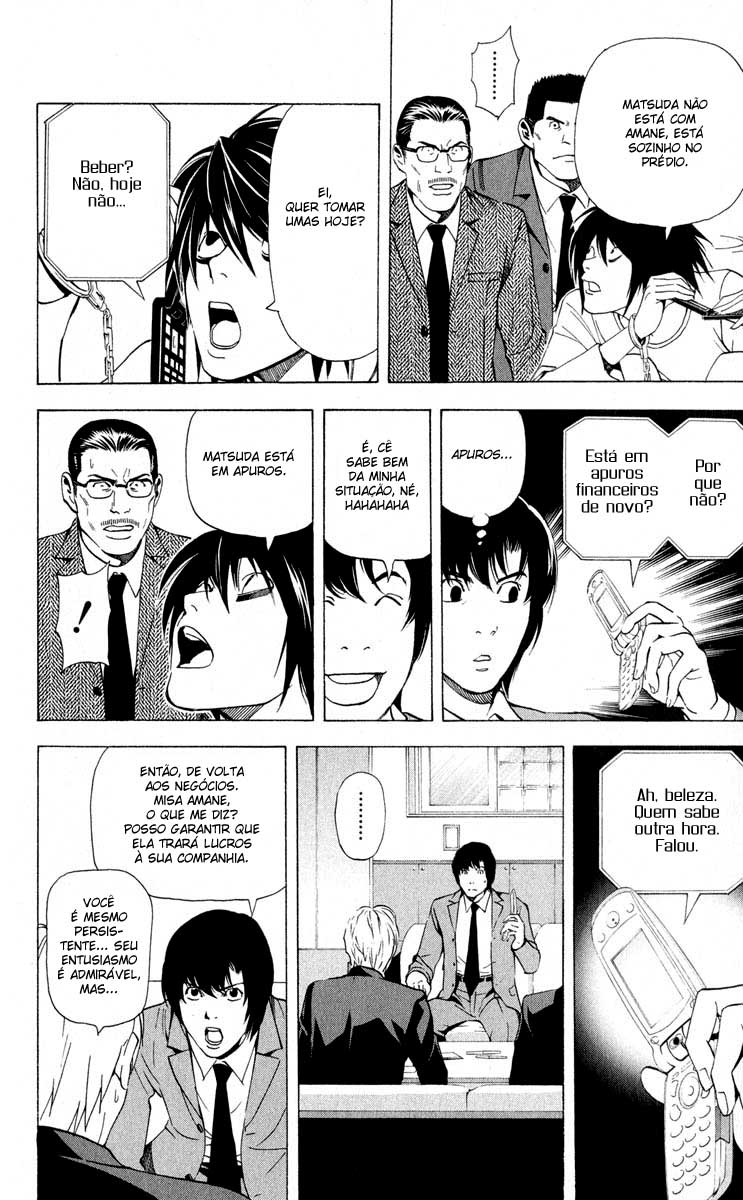 MATSUDA NÃO
ESTÁ COM
AMANE, ESTÁ
SOZINHO NO
PRÉDIO.
........
EI,
QUER TOMAR
UMAS HOJE?
Beber?
Não, hoje
não...
Por
que
não?
Está em
apuros
financeiros
de novo?
APUROS...
É, CÊ
SABE BEM
DA MINHA
SITUAÇÃO, NÉ,
HAHAHAHA
MATSUDA ESTÁ
EM APUROS.
!
Ah, beleza.
Quem sabe
outra hora.
Falou.
........
ENTÃO, DE VOLTA
AOS NEGÓCIOS.
MISA AMANE,
O QUE ME DIZ?
POSSO GARANTIR QUE
ELA TRARÁ LUCROS
À SUA COMPANHIA.
VOCÊ
É MESMO
PERSIS-
TENTE... SEU
ENTUSIASMO
É ADMIRÁVEL,
MAS...